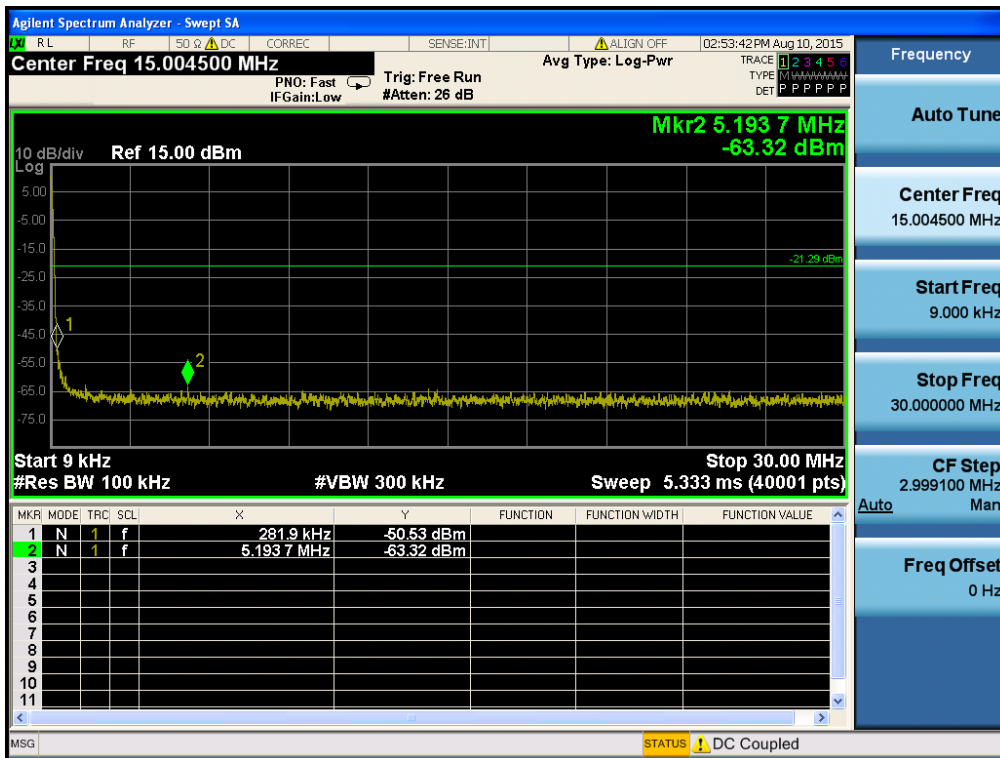 Agilent Spectrum Analyzer - Swept SA
LXI RL RF 50 Ω DC CORREC SENSE:INT ALIGN OFF 02:53:42 PM Aug 10, 2015
Center Freq 15.004500 MHz
PNO: Fast
IFGain:Low
Trig: Free Run
#Atten: 26 dB
Avg Type: Log-Pwr
TRACE 1 2 3 4 5 6
TYPE M
DET P P P P P P
Mkr2 5.193 7 MHz
-63.32 dBm
10 dB/div Ref 15.00 dBm
Log
5.00
-5.00
-15.0
-21.29 dBm
-25.0
-35.0
1
-45.0
2
-55.0
-65.0
-75.0
Start 9 kHz Stop 30.00 MHz
#Res BW 100 kHz #VBW 300 kHz Sweep 5.333 ms (40001 pts)
MKR MODE TRC SCL X Y FUNCTION FUNCTION WIDTH FUNCTION VALUE
1 N 1 f 281.9 kHz -50.53 dBm
2 N 1 f 5.193 7 MHz -63.32 dBm
3
4
5
6
7
8
9
10
11
MSG STATUS DC Coupled
Frequency
Auto Tune
Center Freq
15.004500 MHz
Start Freq
9.000 kHz
Stop Freq
30.000000 MHz
CF Step
2.999100 MHz
Auto Man
Freq Offset
0 Hz